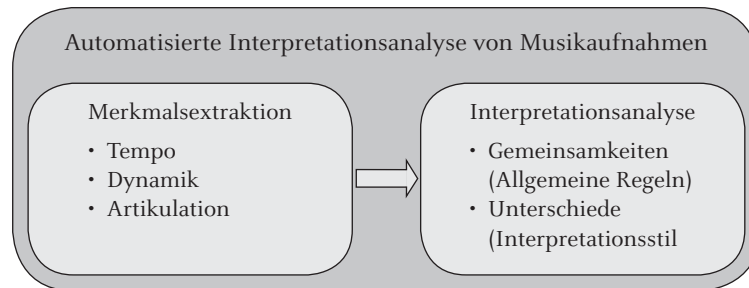 Automatisierte Interpretationsanalyse von Musikaufnahmen
Merkmalsextraktion
• Tempo
• Dynamik
• Artikulation
Interpretationsanalyse
• Gemeinsamkeiten
(Allgemeine Regeln)
• Unterschiede
(Interpretationsstil